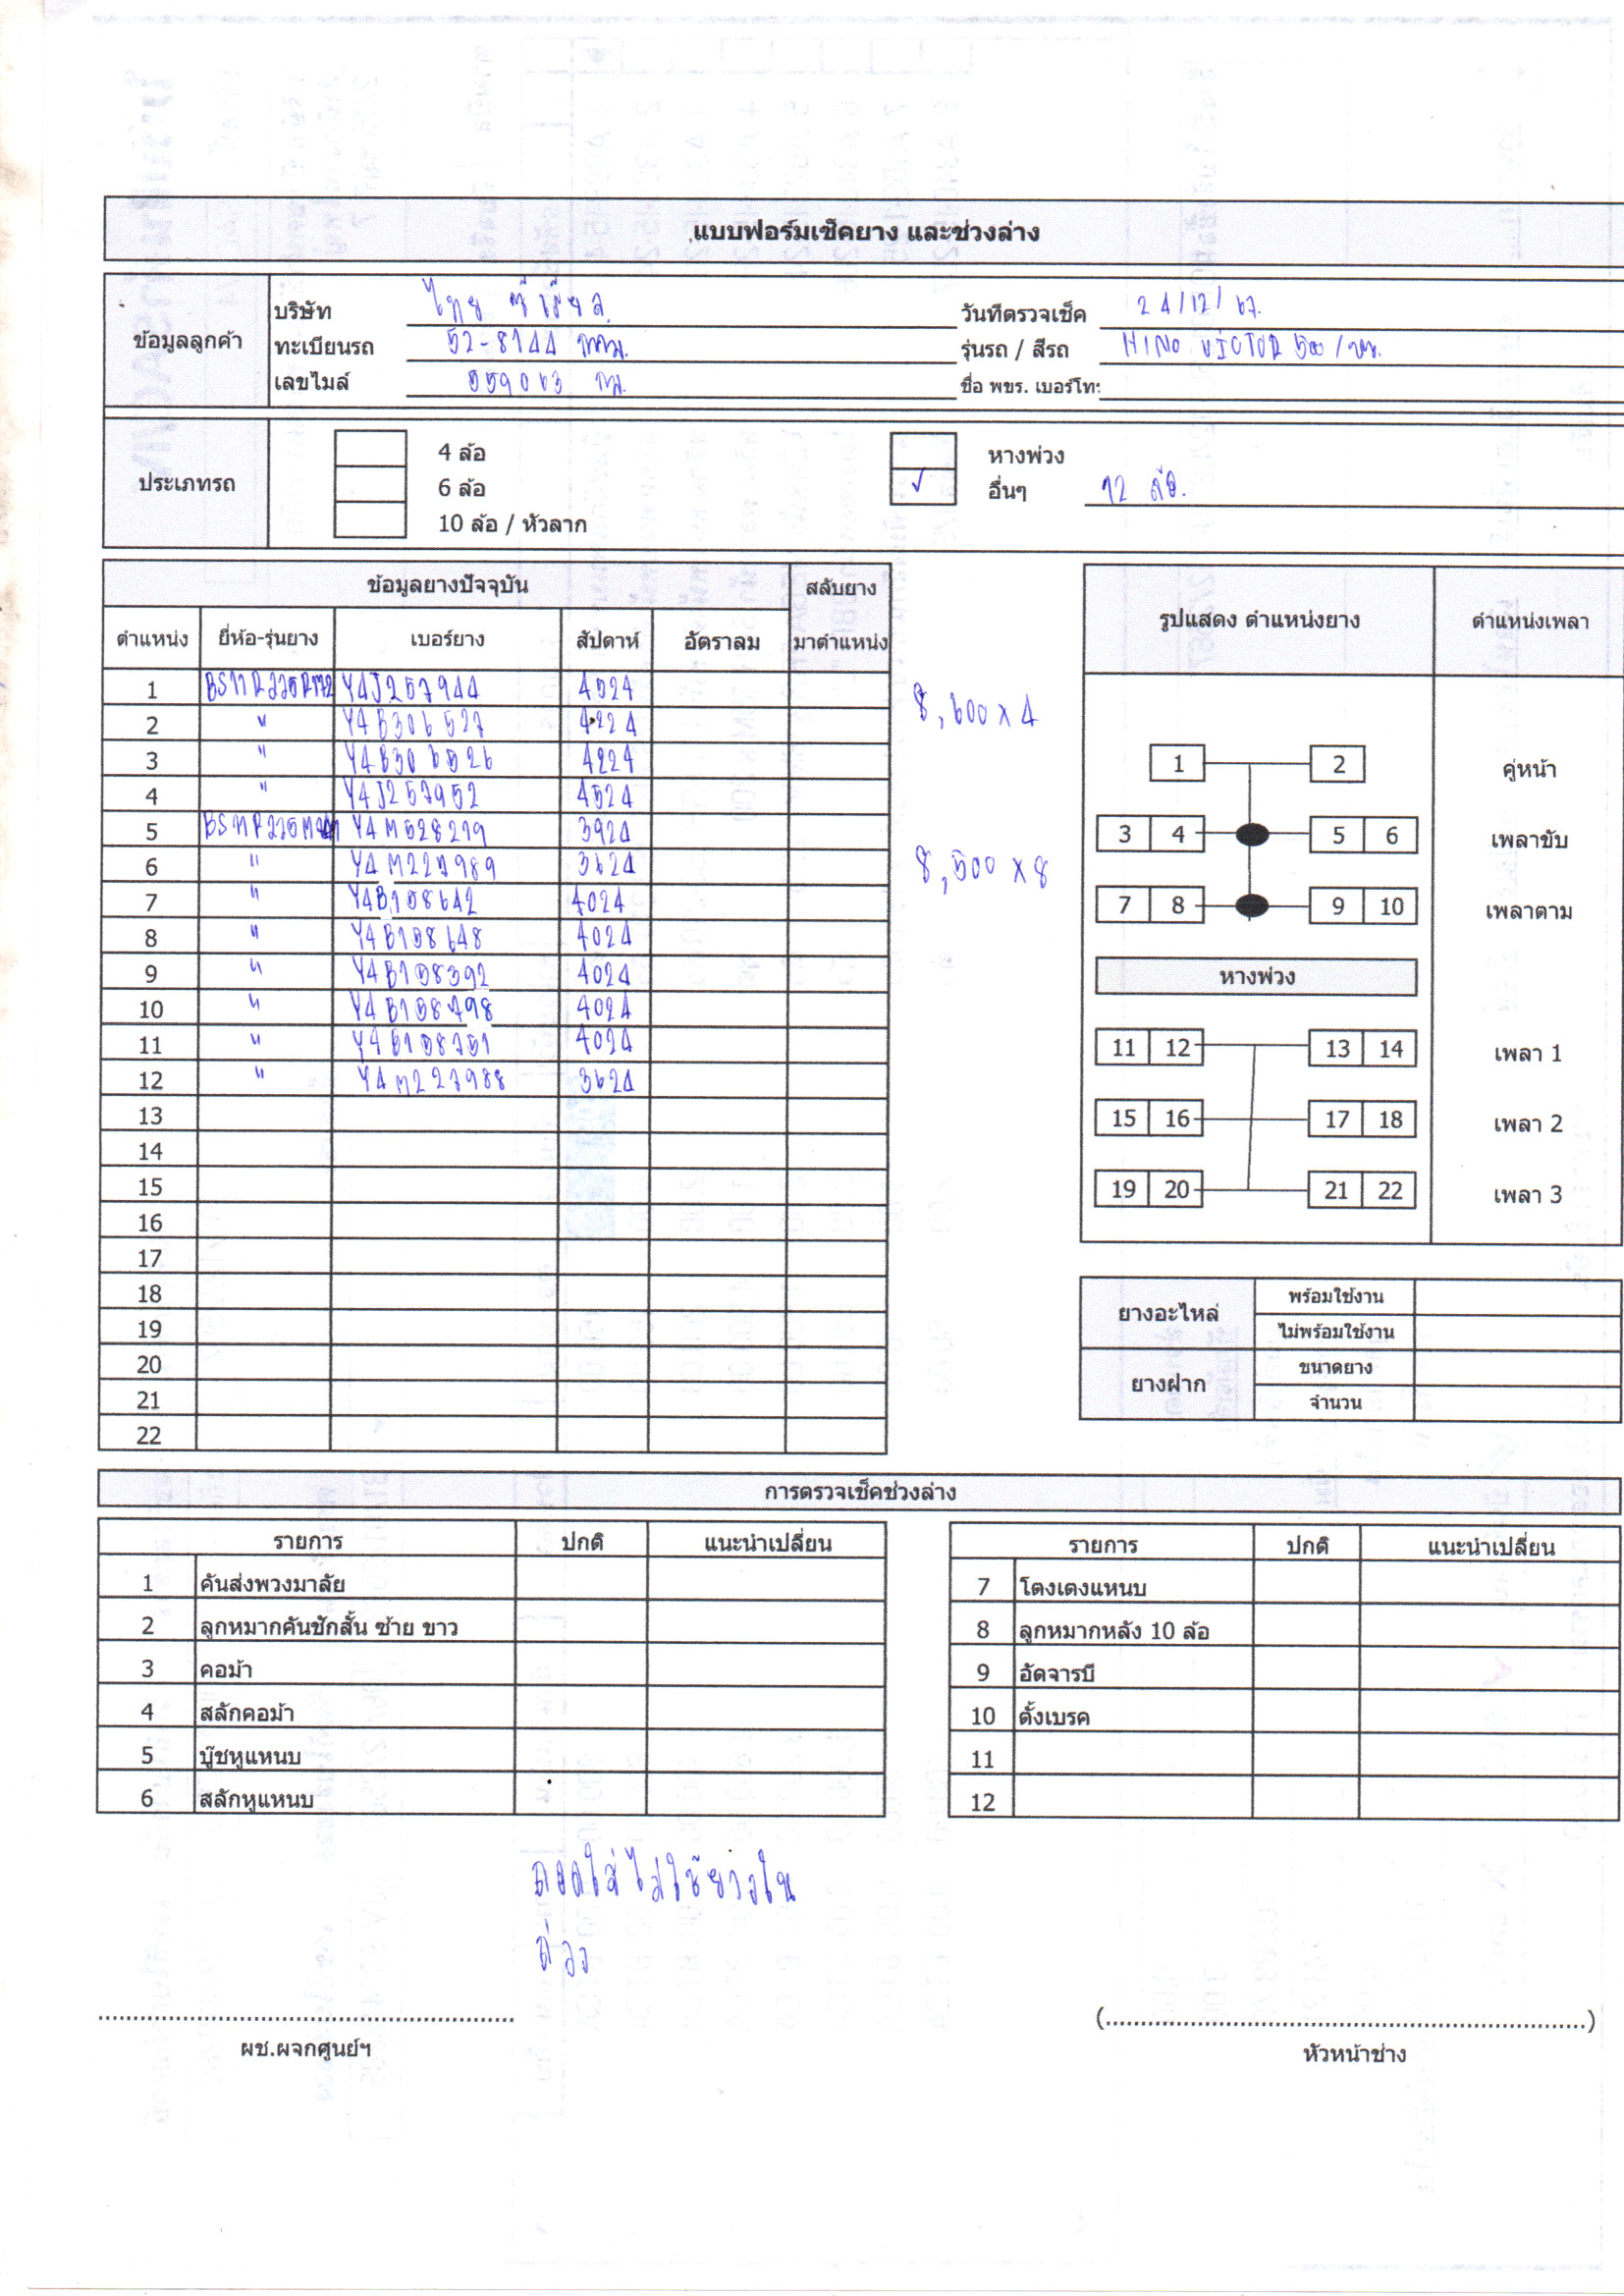 แบบฟอร์มเช็คยาง และช่วงล่าง
ข้อมูลลูกค้า
บริษัท ไทย ซีเรียล วันทีตรวจเช็ค 24/12/67.
ทะเบียนรถ 52-8144 กทม. รุ่นรถ / สีรถ HINO VICTOR 500 /
เลขไมล์ 559063 กม. ชื่อ พขร. เบอร์โท:
ประเภทรถ
4 ล้อ หางพ่วง
6 ล้อ ✓ อื่นๆ 12 ล้อ.
10 ล้อ / หัวลาก
ข้อมูลยางปัจจุบัน สลับยาง
ตำแหน่ง ยี่ห้อ-รุ่นยาง เบอร์ยาง สัปดาห์ อัตราลม มาตำแหน่ง
1 BS11R225R172 Y4J257944 4524
2 " Y4B306527 4224
3 " Y4B306526 4224
4 " Y4J257952 4524
8,600 x 4
5 BS11R225 Y4M528219 3924
6 " Y4M227989 3624
8,500 x 8
7 " Y4B158642 4024
8 " Y4B158648 4024
9 " Y4B158392 4024
10 " Y4B158798 4024
11 " Y4B158751 4024
12 " Y4M227988 3624
13
14
15
16
17
18
19
20
21
22
รูปแสดง ตำแหน่งยาง ตำแหน่งเพลา
1 2 คู่หน้า
3 4 5 6 เพลาขับ
7 8 9 10 เพลาตาม
หางพ่วง
11 12 13 14 เพลา 1
15 16 17 18 เพลา 2
19 20 21 22 เพลา 3
ยางอะไหล่ พร้อมใช้งาน
ไม่พร้อมใช้งาน
ยางฝาก ขนาดยาง
จำนวน
การตรวจเช็คช่วงล่าง
รายการ ปกติ แนะนำเปลี่ยน รายการ ปกติ แนะนำเปลี่ยน
1 คันส่งพวงมาลัย 7 โตงเตงแหนบ
2 ลูกหมากคันชักสั้น ซ้าย ขาว 8 ลูกหมากหลัง 10 ล้อ
3 คอม้า 9 อัดจารบี
4 สลักคอม้า 10 ตั้งเบรค
5 บู๊ชหูแหนบ 11
6 สลักหูแหนบ 12
ถอดใส่ไม่ใช้ยางใน
ผช.ผจกศูนย์ฯ หัวหน้าช่าง